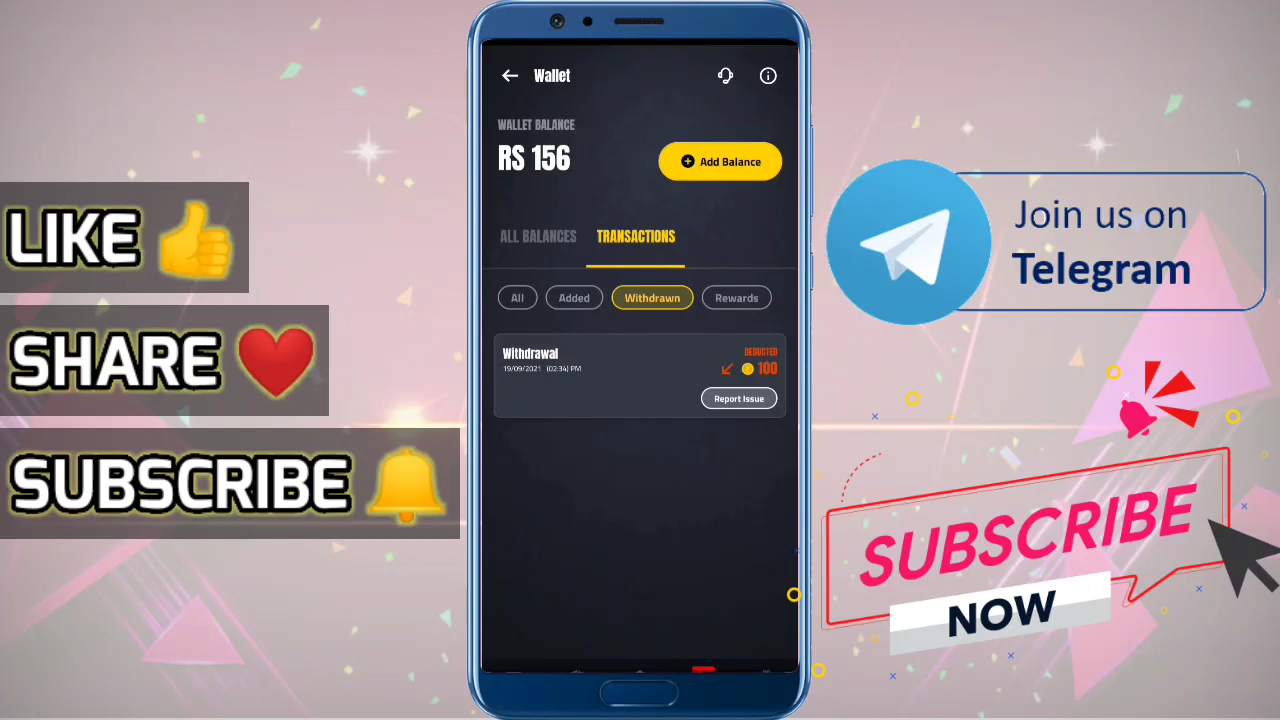 LIKE
SHARE
SUBSCRIBE
Wallet
WALLET BALANCE
RS 156
Add Balance
ALL BALANCES
TRANSACTIONS
All
Added
Withdrawn
Rewards
Withdrawal
DEDUCTED
19/09/2021 (02:34) PM
100
Report Issue
Join us on
Telegram
SUBSCRIBE
NOW